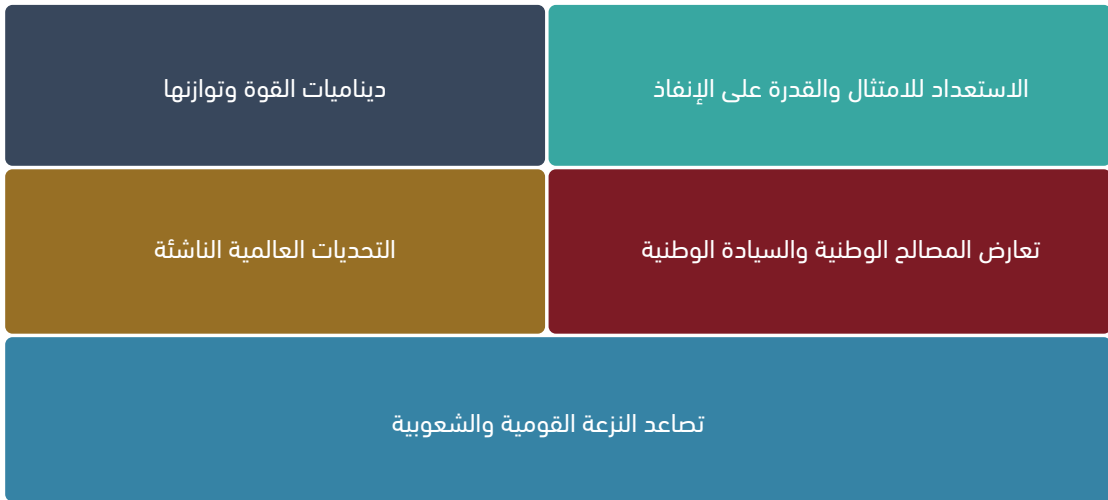 الاستعداد للامتثال والقدرة على الإنفاذ
ديناميات القوة وتوازنها
تعارض المصالح الوطنية والسيادة الوطنية
التحديات العالمية الناشئة
تصاعد النزعة القومية والشعوبية